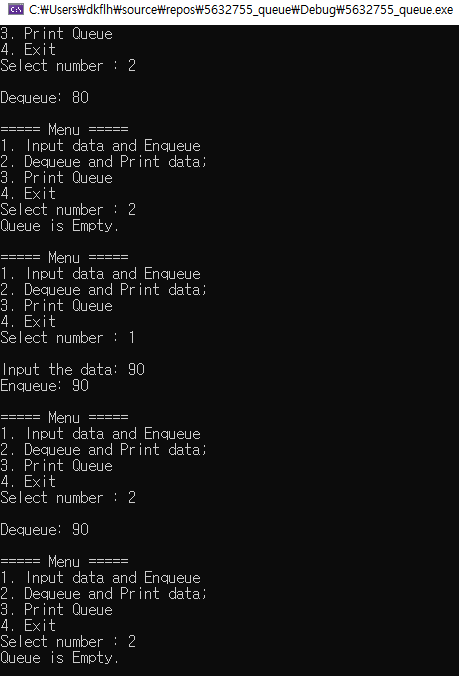 C:₩Users₩dkflh₩source₩repos₩5632755_queue₩Debug₩5632755_queue.exe
3. Print Queue
4. Exit
Select number : 2
Dequeue: 80
===== Menu =====
1. Input data and Enqueue
2. Dequeue and Print data;
3. Print Queue
4. Exit
Select number : 2
Queue is Empty.
===== Menu =====
1. Input data and Enqueue
2. Dequeue and Print data;
3. Print Queue
4. Exit
Select number : 1
Input the data: 90
Enqueue: 90
===== Menu =====
1. Input data and Enqueue
2. Dequeue and Print data;
3. Print Queue
4. Exit
Select number : 2
Dequeue: 90
===== Menu =====
1. Input data and Enqueue
2. Dequeue and Print data;
3. Print Queue
4. Exit
Select number : 2
Queue is Empty.